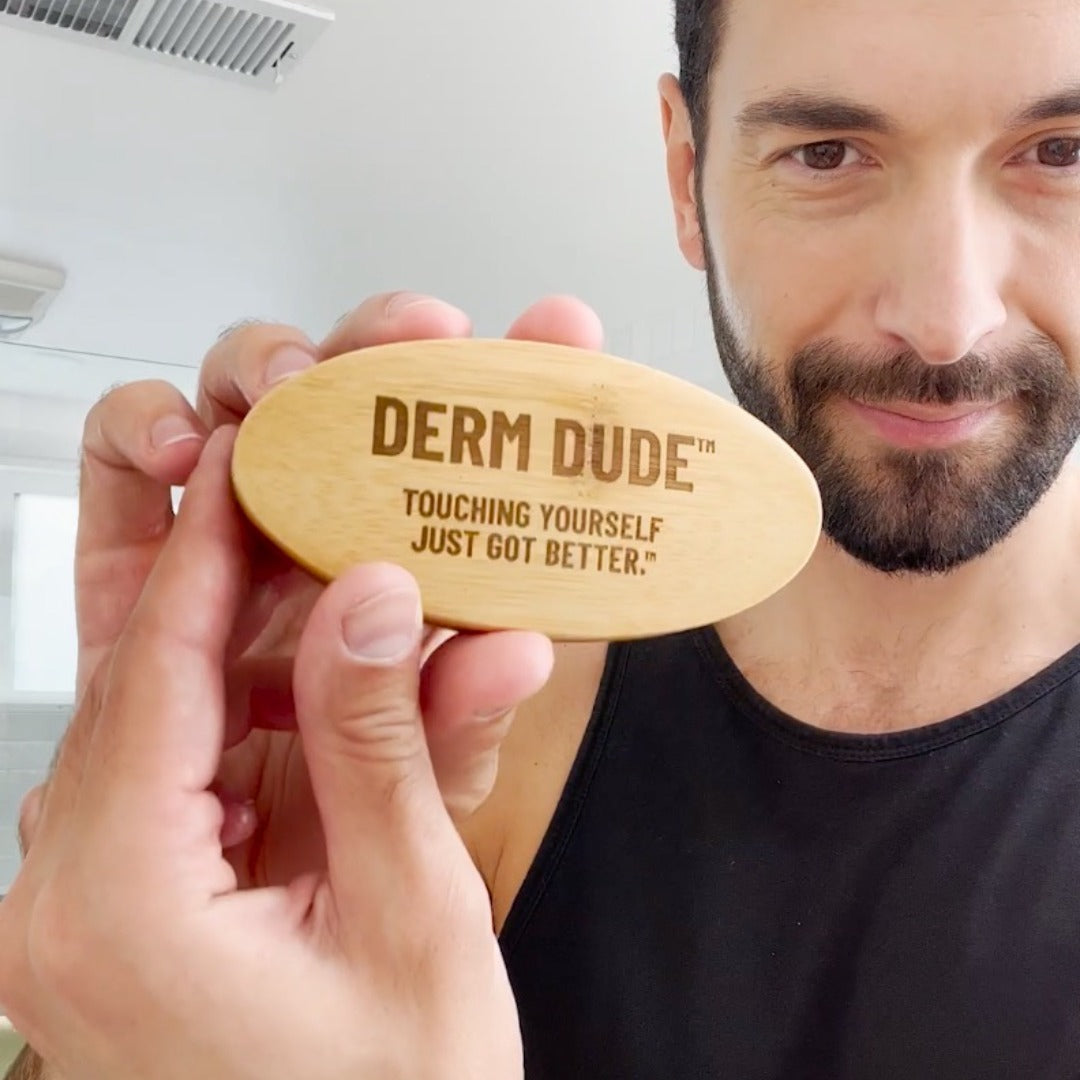 DERM DUDE™
TOUCHING YOURSELF
JUST GOT BETTER.™